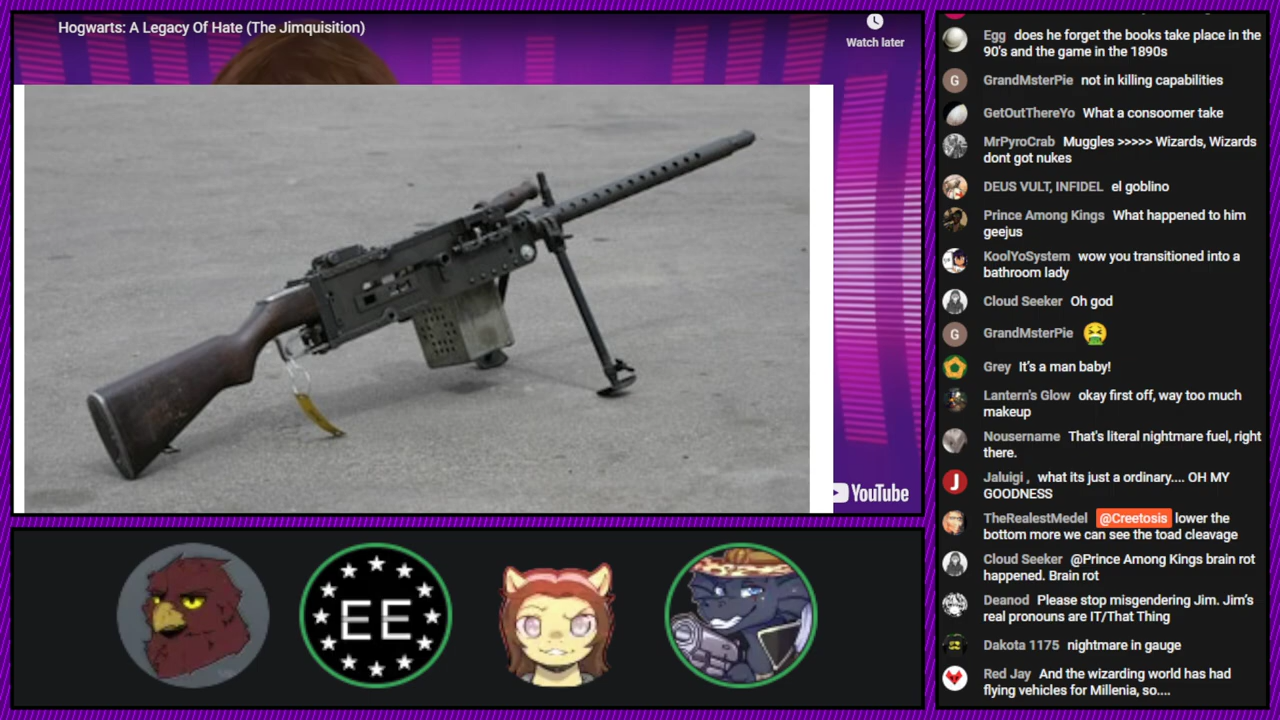 Hogwarts: A Legacy Of Hate (The Jimquisition)
Watch later
YouTube
EE
Egg does he forget the books take place in the
90's and the game in the 1890s
GrandMsterPie not in killing capabilities
GetOutThereYo What a consoomer take
MrPyroCrab Muggles >>>>> Wizards, Wizards
dont got nukes
DEUS VULT, INFIDEL el goblino
Prince Among Kings What happened to him
geejus
KoolYoSystem wow you transitioned into a
bathroom lady
Cloud Seeker Oh god
G GrandMsterPie
Grey It's a man baby!
Lantern's Glow okay first off, way too much
makeup
Nousername That's literal nightmare fuel, right
there.
J Jaluigi , what its just a ordinary.... OH MY
GOODNESS
TheRealestMedel @Creetosis lower the
bottom more we can see the toad cleavage
Cloud Seeker @Prince Among Kings brain rot
happened. Brain rot
Deanod Please stop misgendering Jim. Jim's
real pronouns are IT/That Thing
Dakota 1175 nightmare in gauge
Red Jay And the wizarding world has had
flying vehicles for Millenia, so....